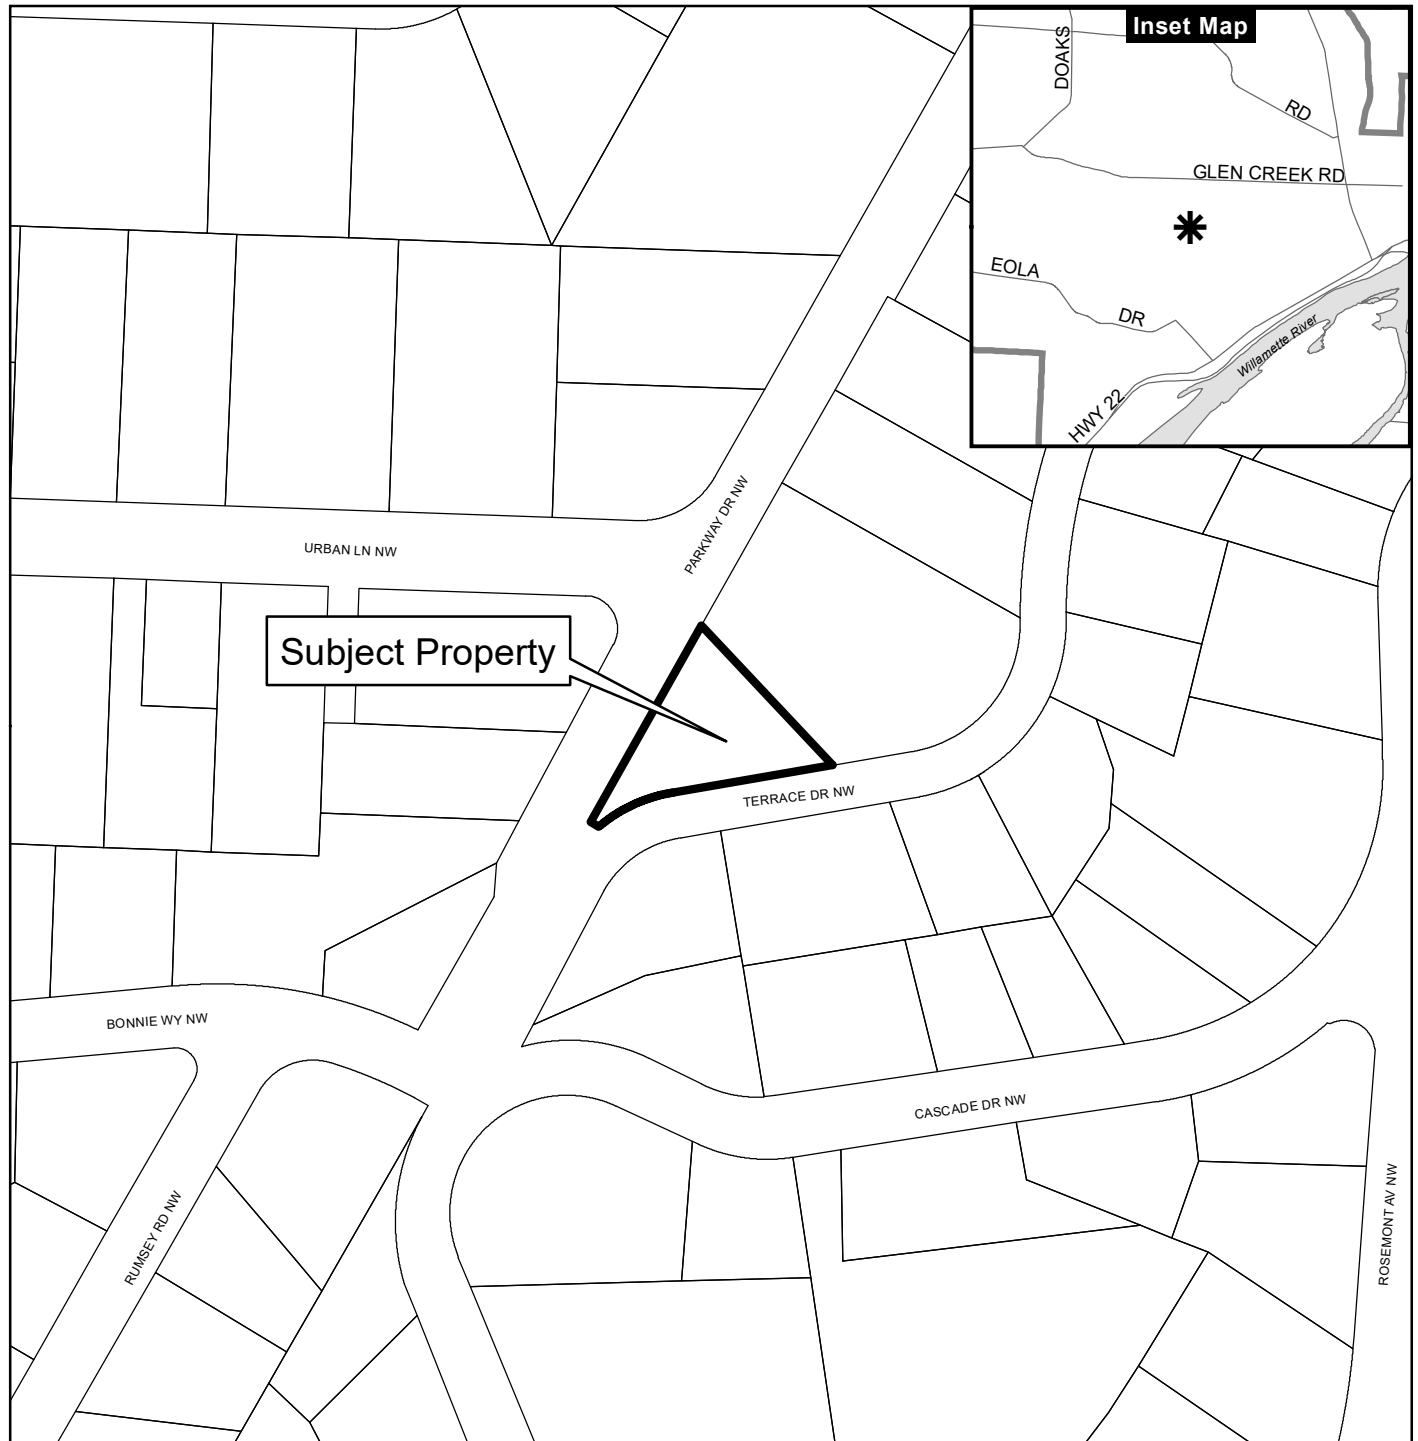 Inset Map
DOAKS
RD
GLEN CREEK RD
EOLA
DR
Willamette River
HWY 22
PARKWAY DR NW
URBAN LN NW
Subject Property
TERRACE DR NW
BONNIE WY NW
CASCADE DR NW
RUMSEY RD NW
ROSEMONT AV NW